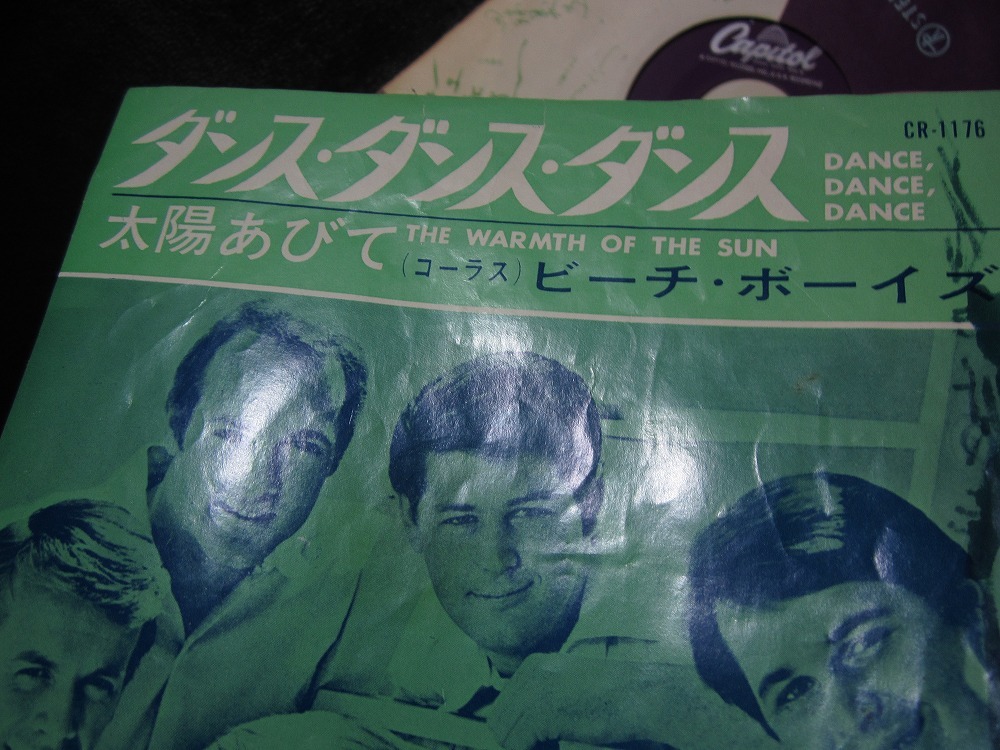 Capitol
STE
CR-1176
ダンス・ダンス・ダンス
DANCE,
DANCE,
DANCE
太陽あびて THE WARMTH OF THE SUN
(コーラス) ビーチ・ボーイズ